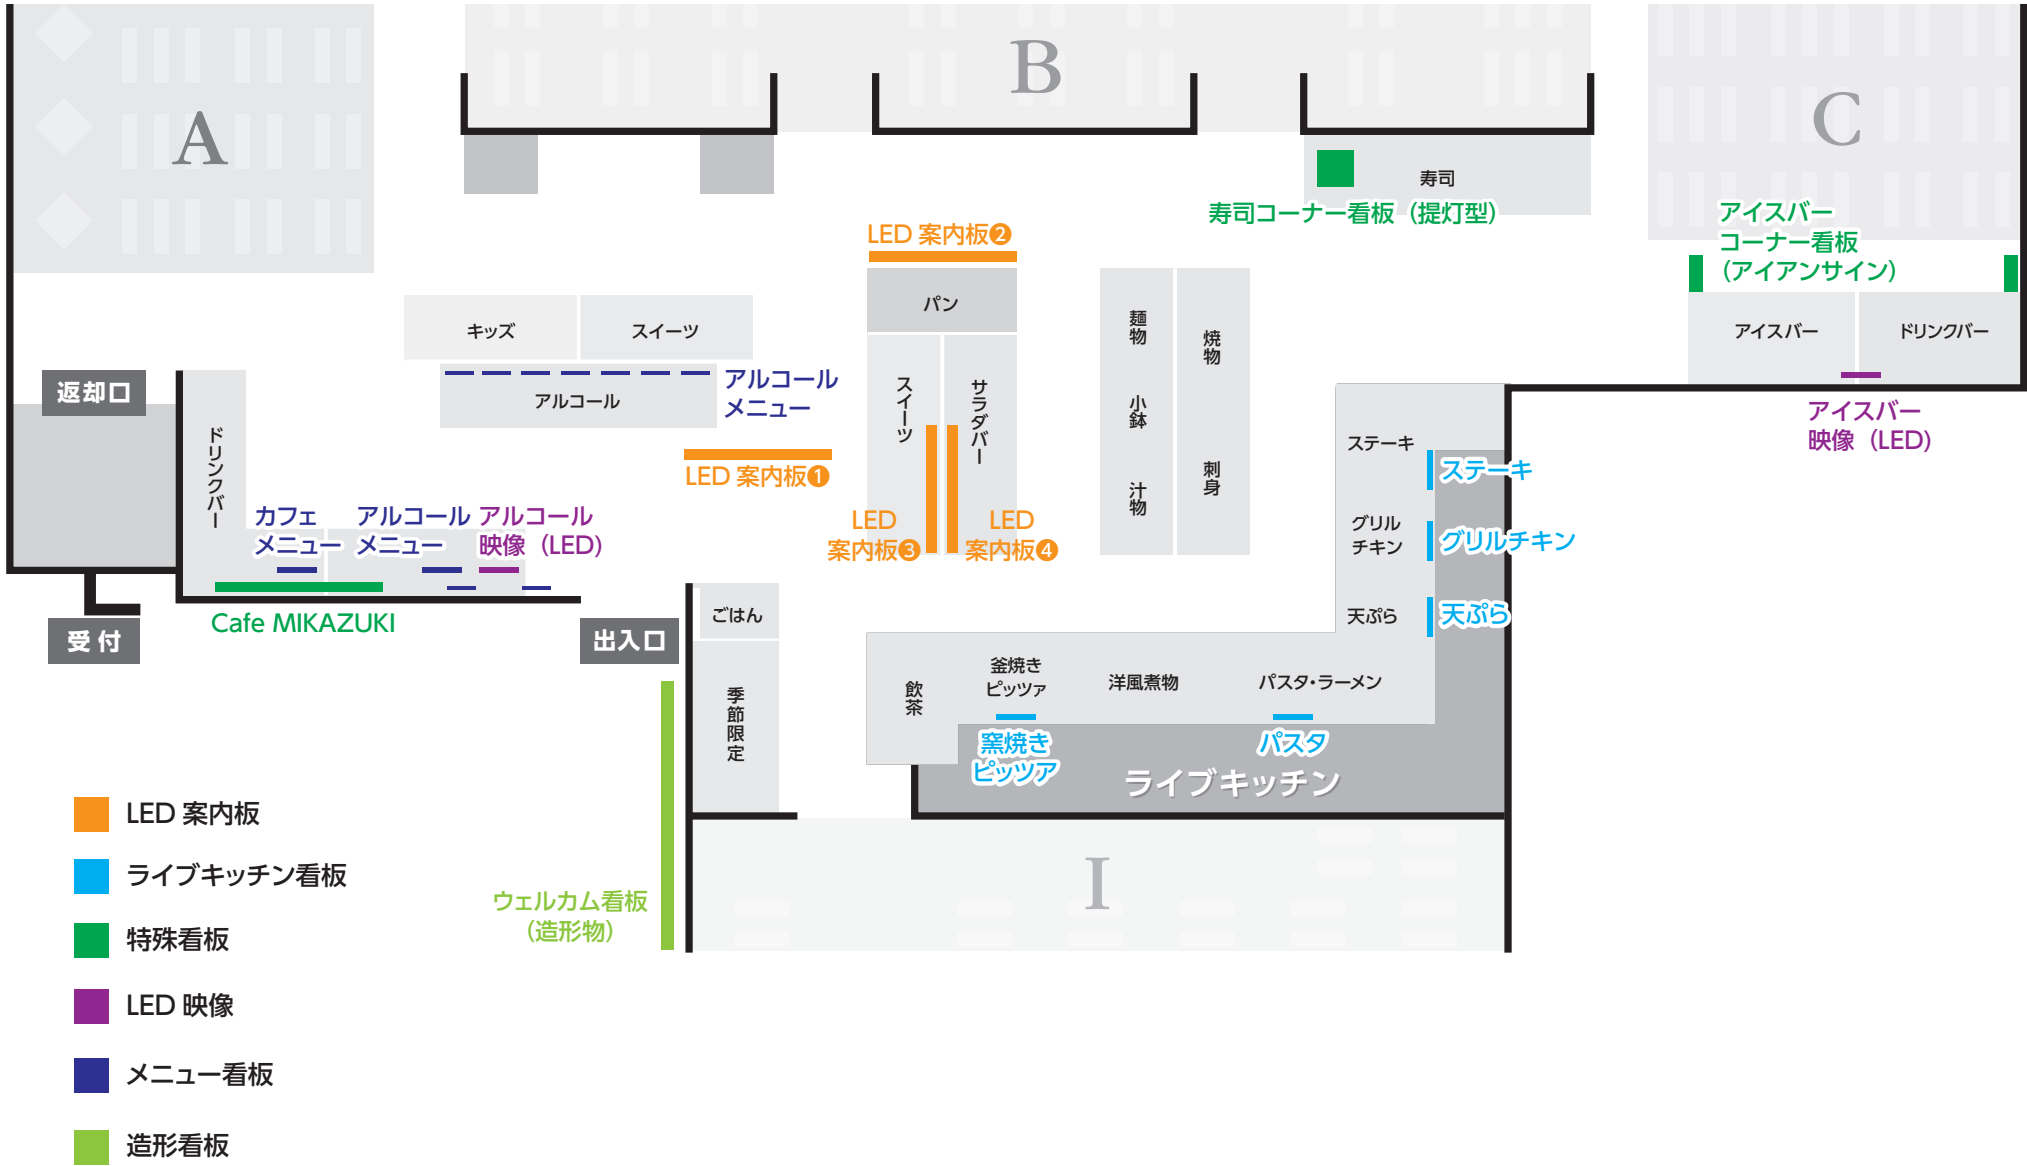 A
B
C
寿司
寿司コーナー看板（提灯型）
アイスバー
コーナー看板
（アイアンサイン）
LED 案内板❷
パン
キッズ
スイーツ
アルコール
アルコール
メニュー
LED 案内板❶
スイーツ
サラダバー
LED
案内板❸
LED
案内板❹
麺物
小鉢
汁物
焼物
刺身
アイスバー
ドリンクバー
アイスバー
映像（LED）
返却口
ドリンクバー
カフェ
メニュー
アルコール
メニュー
アルコール
映像（LED）
Cafe MIKAZUKI
受付
出入口
ごはん
季節限定
ステーキ
ステーキ
グリル
チキン
グリルチキン
天ぷら
天ぷら
飲茶
釜焼き
ピッツァ
洋風煮物
パスタ・ラーメン
窯焼き
ピッツア
パスタ
ライブキッチン
I
ウェルカム看板
（造形物）
LED 案内板
ライブキッチン看板
特殊看板
LED 映像
メニュー看板
造形看板